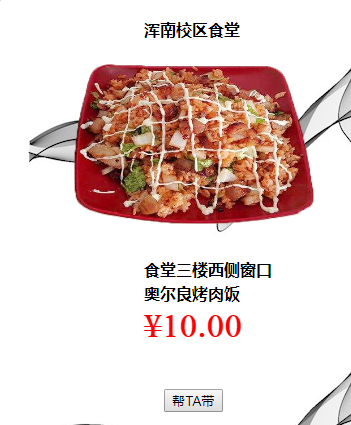 浑南校区食堂
食堂三楼西侧窗口
奥尔良烤肉饭
¥10.00
帮TA带